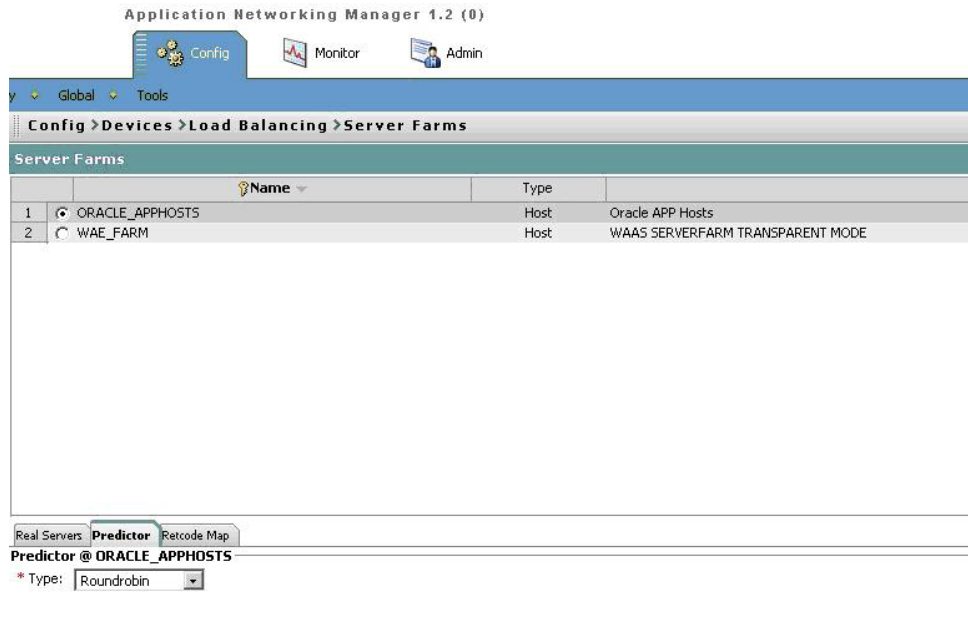 Application Networking Manager 1.2 (0)
Config Monitor Admin
y Global Tools
Config >Devices >Load Balancing >Server Farms
Server Farms
Name Type
1 ORACLE_APPHOSTS Host Oracle APP Hosts
2 WAE_FARM Host WAAS SERVERFARM TRANSPARENT MODE
Real Servers Predictor Retcode Map
Predictor @ ORACLE_APPHOSTS
* Type: Roundrobin